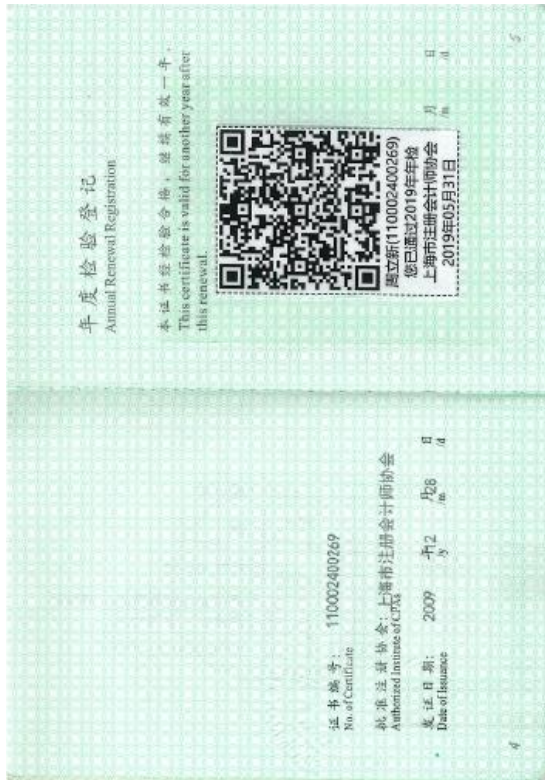 证书编号： 110002400269
No. of Certificate
批准注册协会：上海市注册会计师协会
Authorized Institute of CPAs
发证日期： 2009 年12 月28 日
Date of Issuance /y /m /d
4
年度检验登记
Annual Renewal Registration
本证书经检验合格，继续有效一年。
This certificate is valid for another year after
this renewal.
周立新(110002400269)
您已通过2019年年检
上海市注册会计师协会
2019年05月31日
月 日
/m /d
5